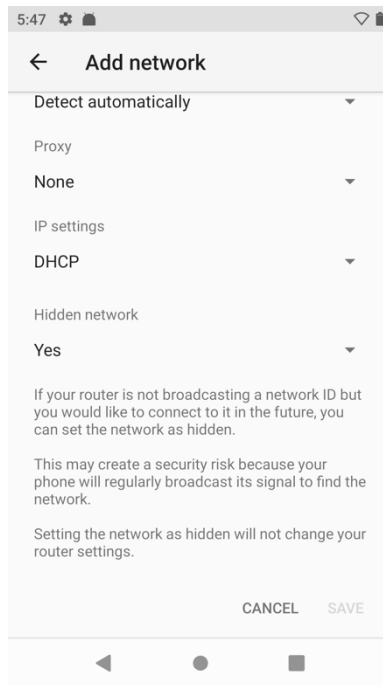 5:47
Add network
Detect automatically
Proxy
None
IP settings
DHCP
Hidden network
Yes
If your router is not broadcasting a network ID but
you would like to connect to it in the future, you
can set the network as hidden.
This may create a security risk because your
phone will regularly broadcast its signal to find the
network.
Setting the network as hidden will not change your
router settings.
CANCEL SAVE